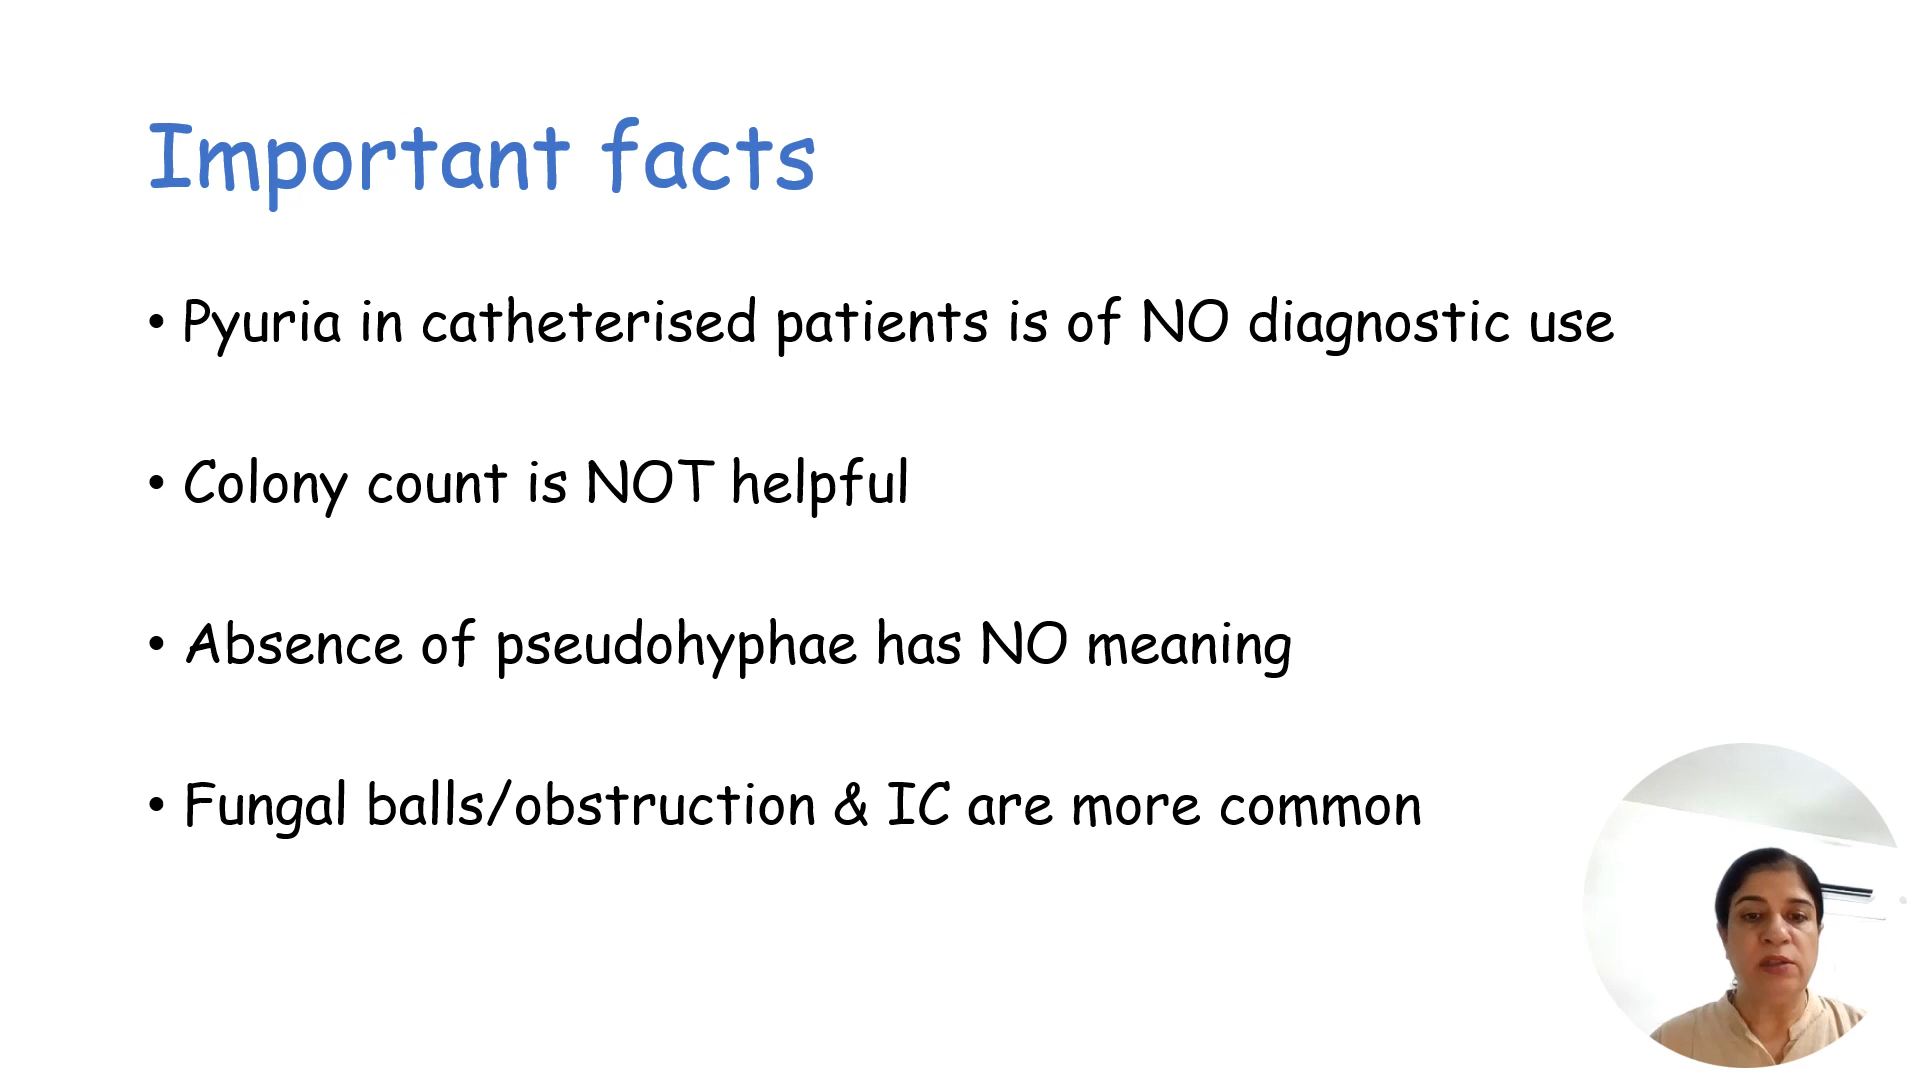 Important facts
• Pyuria in catheterised patients is of NO diagnostic use
• Colony count is NOT helpful
• Absence of pseudohyphae has NO meaning
• Fungal balls/obstruction & IC are more common